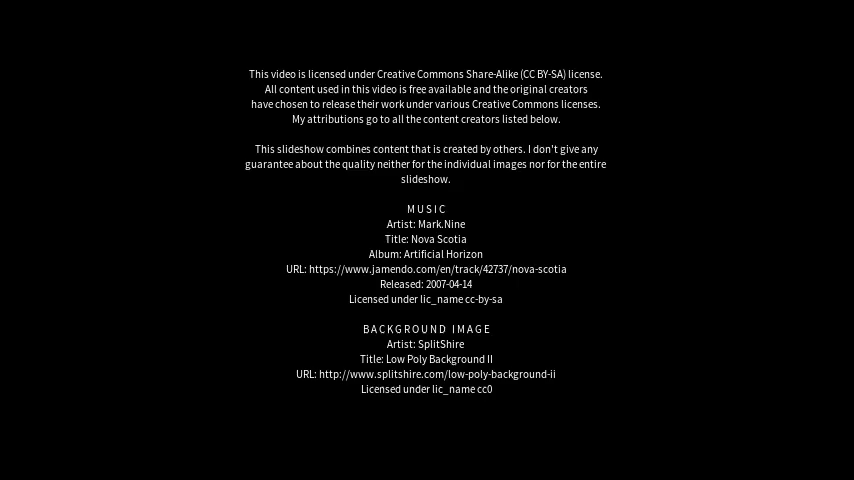 This video is licensed under Creative Commons Share-Alike (CC BY-SA) license.
All content used in this video is free available and the original creators
have chosen to release their work under various Creative Commons licenses.
My attributions go to all the content creators listed below.
This slideshow combines content that is created by others. I don't give any
guarantee about the quality neither for the individual images nor for the entire
slideshow.
MUSIC
Artist: Mark.Nine
Title: Nova Scotia
Album: Artificial Horizon
URL: https://www.jamendo.com/en/track/42737/nova-scotia
Released: 2007-04-14
Licensed under lic_name cc-by-sa
BACKGROUND IMAGE
Artist: SplitShire
Title: Low Poly Background II
URL: http://www.splitshire.com/low-poly-background-ii
Licensed under lic_name cc0